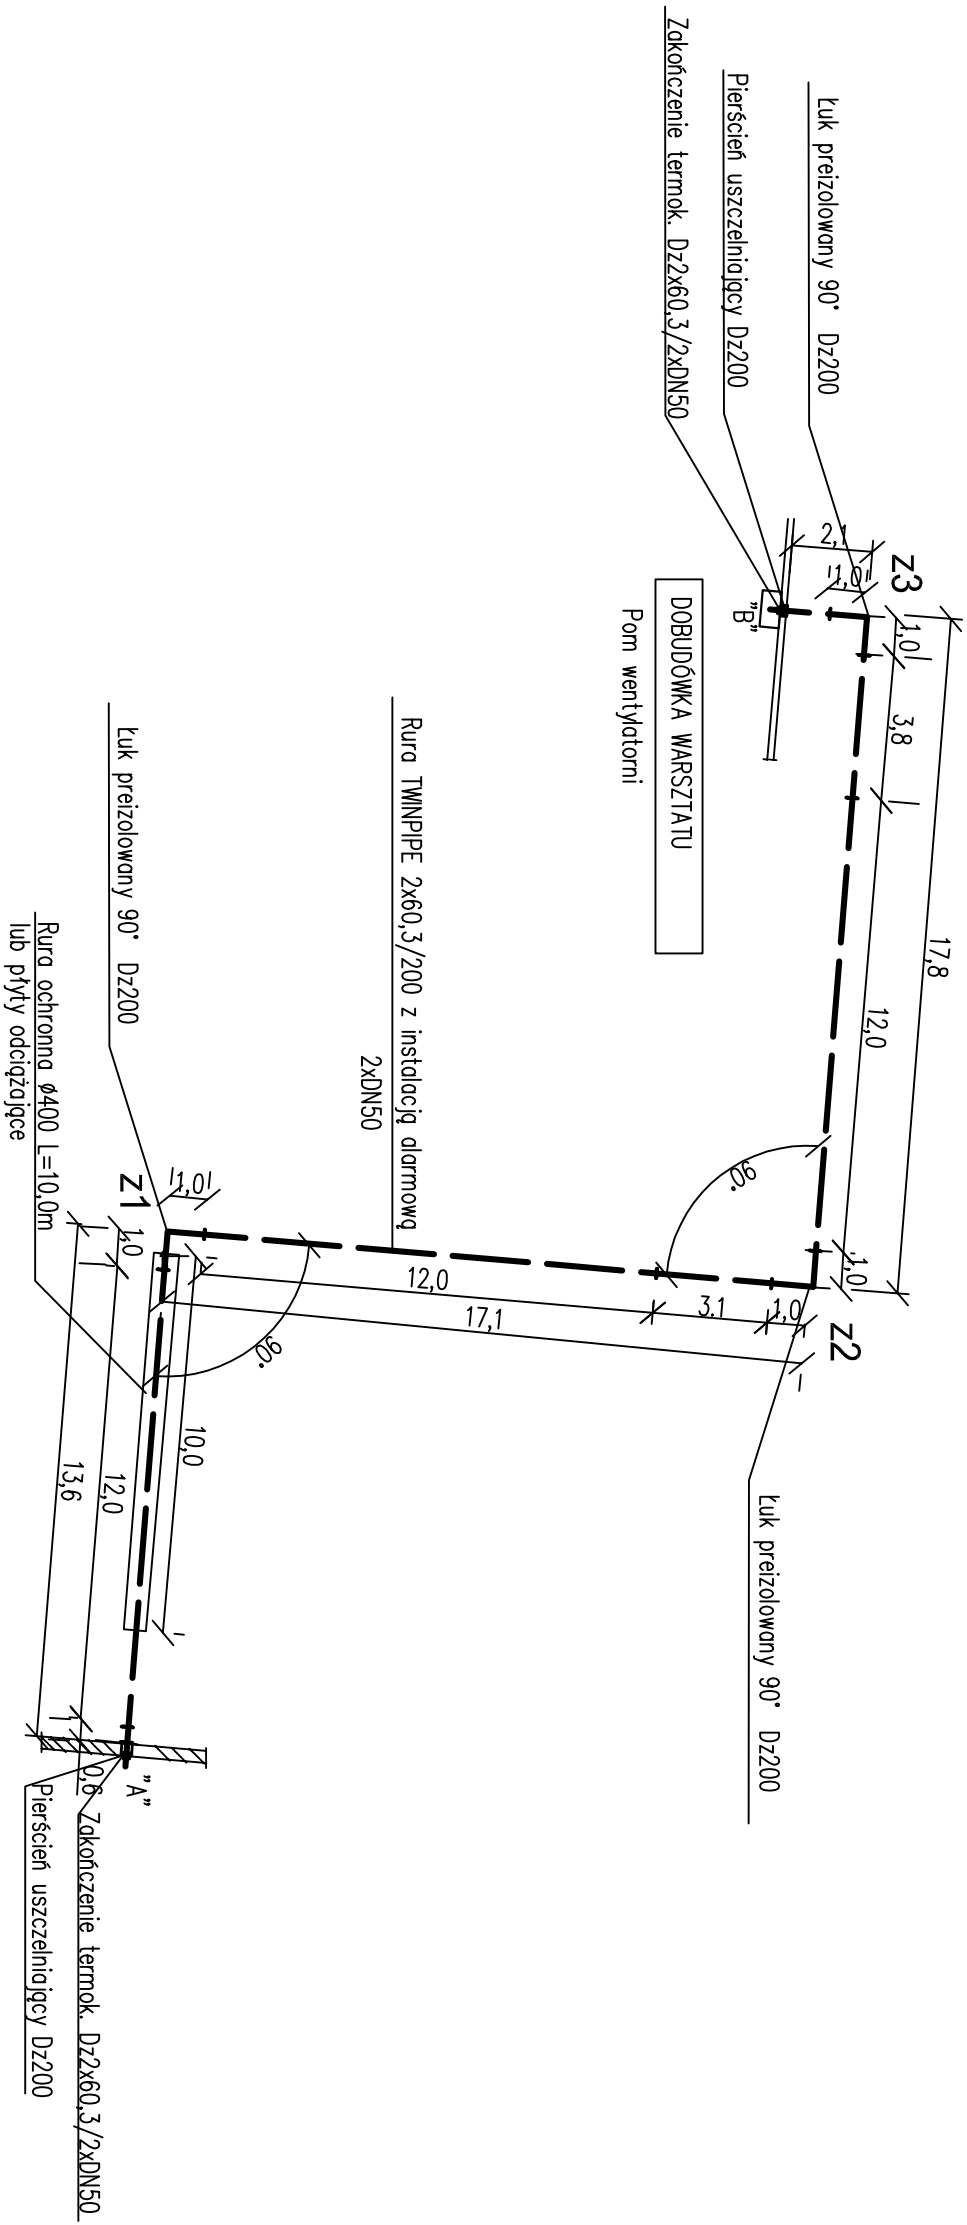 z3
Łuk preizolowany 90° Dz200
Pierścień uszczelniający Dz200
Zakończenie termok. Dz2x60,3/2xDN50
2,1
1,0
1,0
3,8
12,0
17,8
1,0
"B"
DOBUDÓWKA WARSZTATU
Pom wentylatorni
90°
z2
Łuk preizolowany 90° Dz200
1,0
3.1
12,0
17,1
Rura TWINPIPE 2x60,3/200 z instalacją alarmową
2xDN50
Łuk preizolowany 90° Dz200
z1
1,0
1,0
90°
Rura ochronna ø400 L=10,0m
lub płyty odciążające
10,0
12,0
13,6
0,6
"A"
Zakończenie termok. Dz2x60,3/2xDN50
Pierścień uszczelniający Dz200